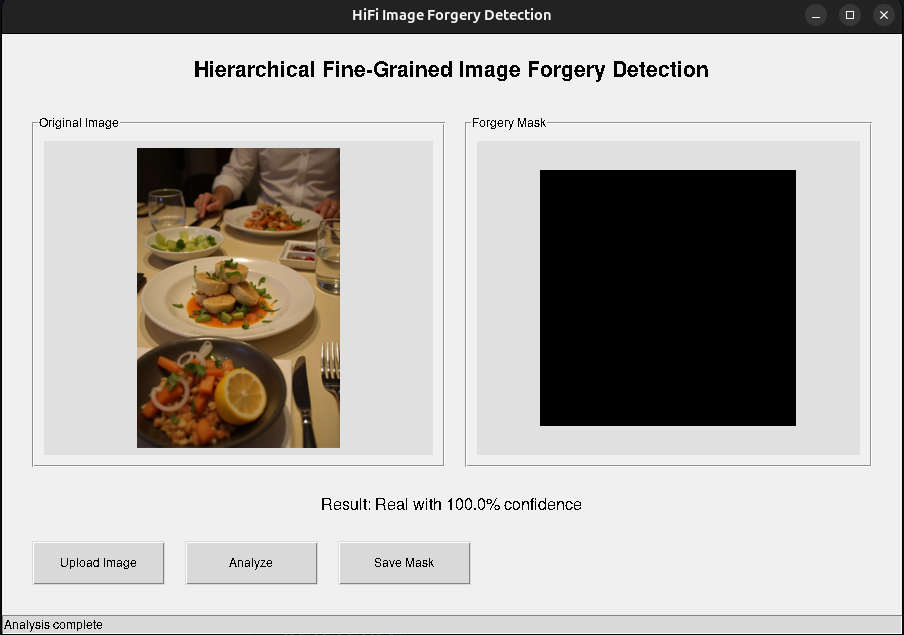 HiFi Image Forgery Detection
Hierarchical Fine-Grained Image Forgery Detection
Original Image
Forgery Mask
Result: Real with 100.0% confidence
Upload Image
Analyze
Save Mask
Analysis complete